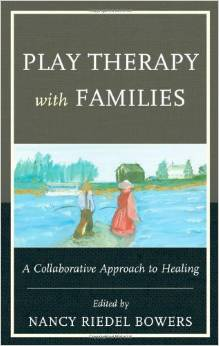 PLAY THERAPY
with FAMILIES
A Collaborative Approach to Healing
Edited by
NANCY RIEDEL BOWERS